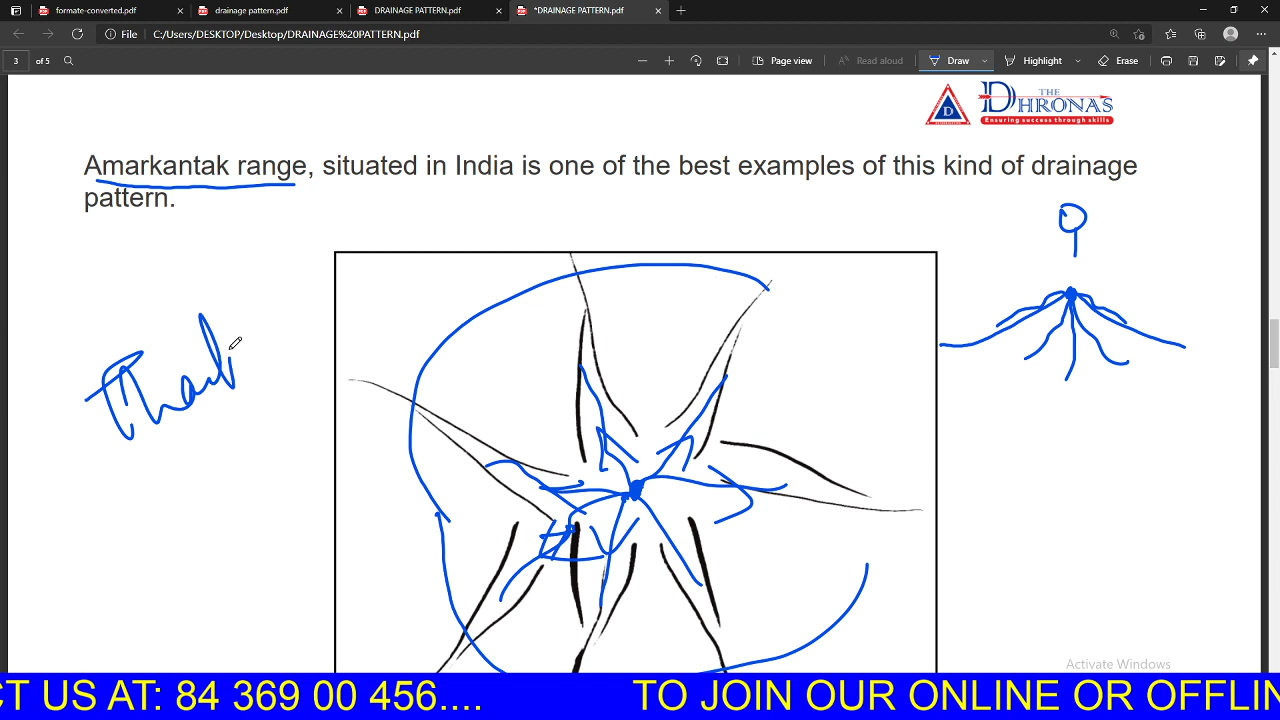 formate-converted.pdf drainage pattern.pdf DRAINAGE PATTERN.pdf *DRAINAGE PATTERN.pdf
File C:/Users/DESKTOP/Desktop/DRAINAGE%20PATTERN.pdf
3 of 5 Page view Read aloud Draw Highlight Erase
D THE DHRONAS
Ensuring success through skills
Amarkantak range, situated in India is one of the best examples of this kind of drainage
pattern.
Activate Windows
CT US AT: 84 369 00 456.... TO JOIN OUR ONLINE OR OFFLIN